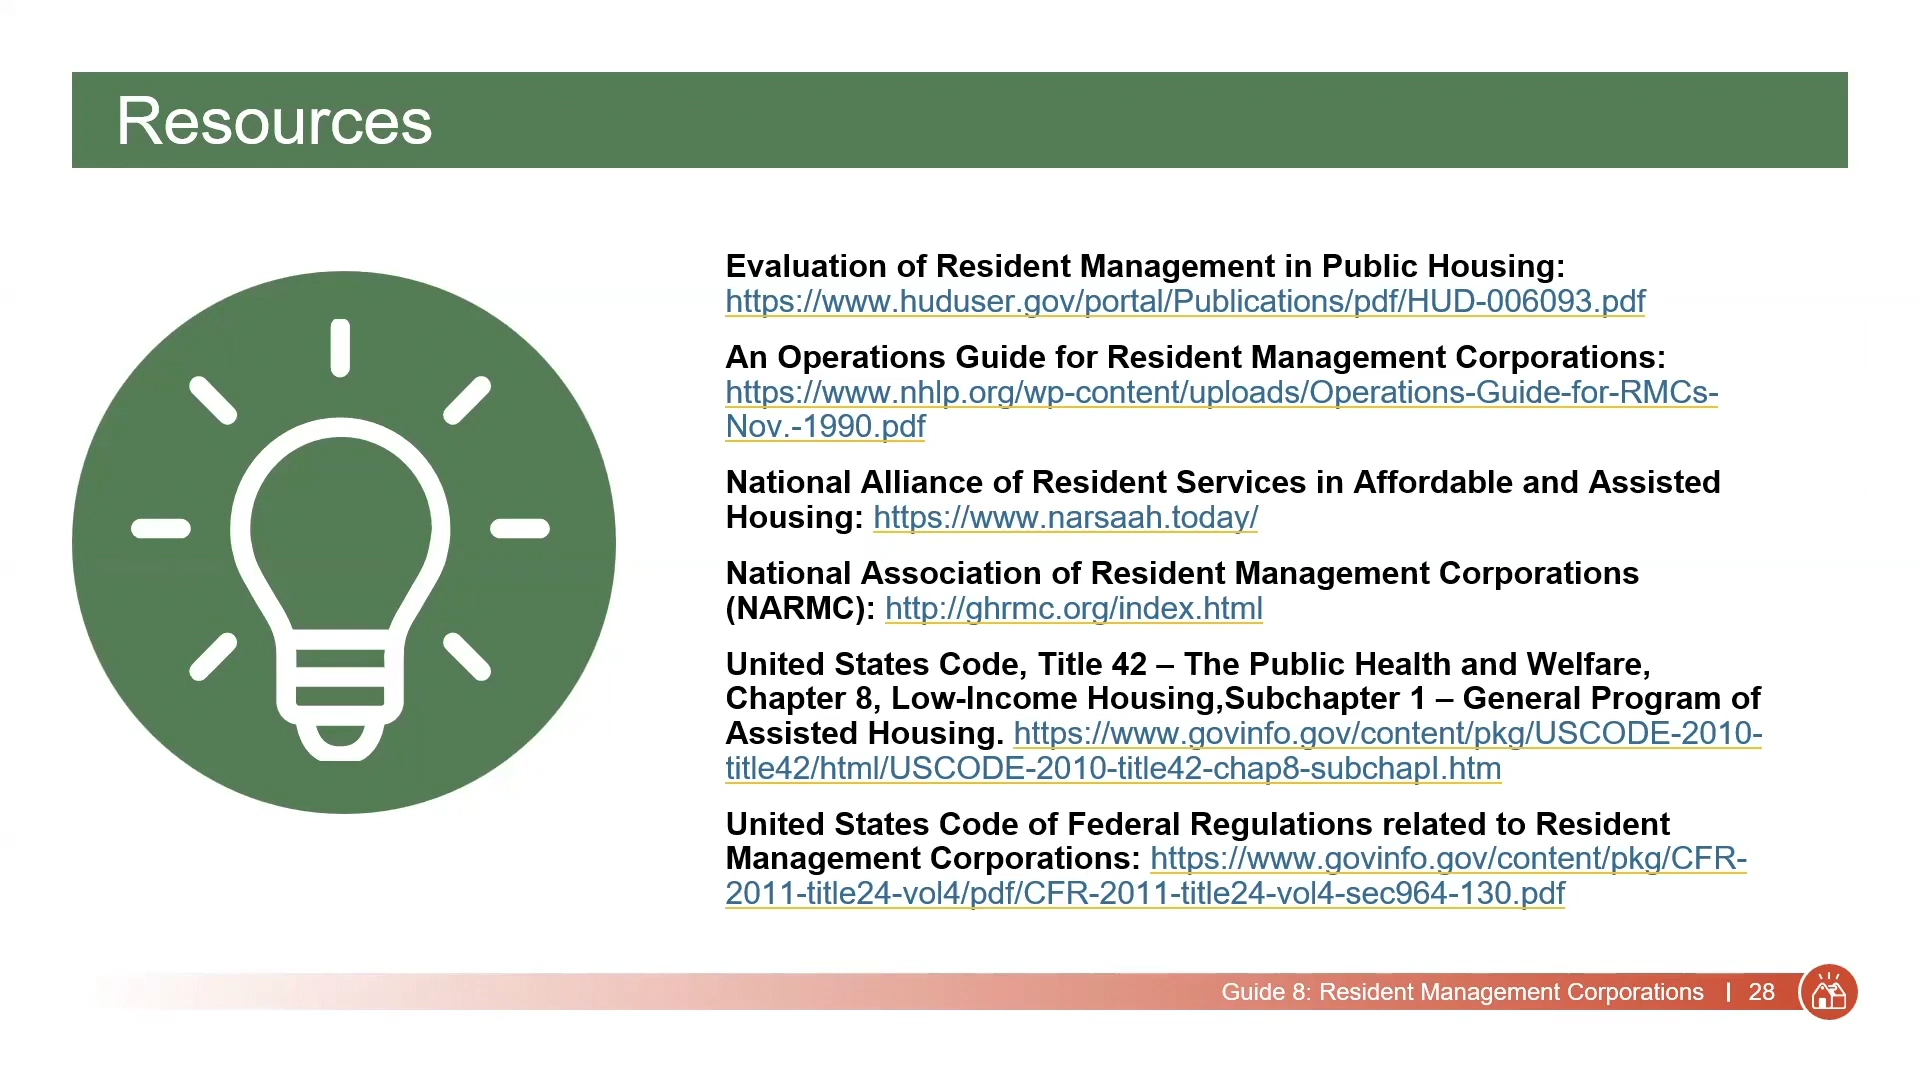 Resources
Evaluation of Resident Management in Public Housing:
https://www.huduser.gov/portal/Publications/pdf/HUD-006093.pdf
An Operations Guide for Resident Management Corporations:
https://www.nhlp.org/wp-content/uploads/Operations-Guide-for-RMCs-
Nov.-1990.pdf
National Alliance of Resident Services in Affordable and Assisted
Housing: https://www.narsaah.today/
National Association of Resident Management Corporations
(NARMC): http://ghrmc.org/index.html
United States Code, Title 42 – The Public Health and Welfare,
Chapter 8, Low-Income Housing,Subchapter 1 – General Program of
Assisted Housing. https://www.govinfo.gov/content/pkg/USCODE-2010-
title42/html/USCODE-2010-title42-chap8-subchapI.htm
United States Code of Federal Regulations related to Resident
Management Corporations: https://www.govinfo.gov/content/pkg/CFR-
2011-title24-vol4/pdf/CFR-2011-title24-vol4-sec964-130.pdf
Guide 8: Resident Management Corporations | 28